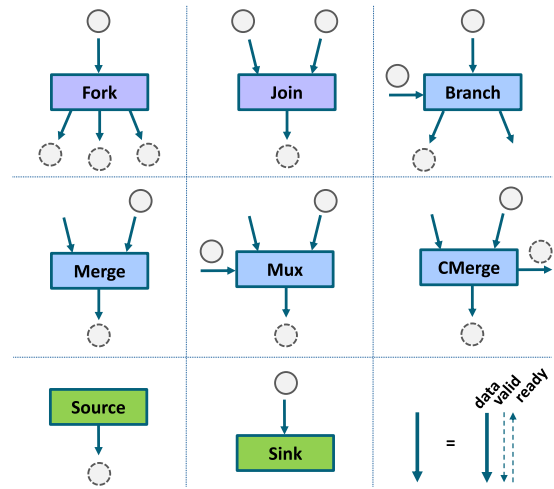 Fork
Join
Branch
Merge
Mux
CMerge
Source
Sink
=
data
valid
ready